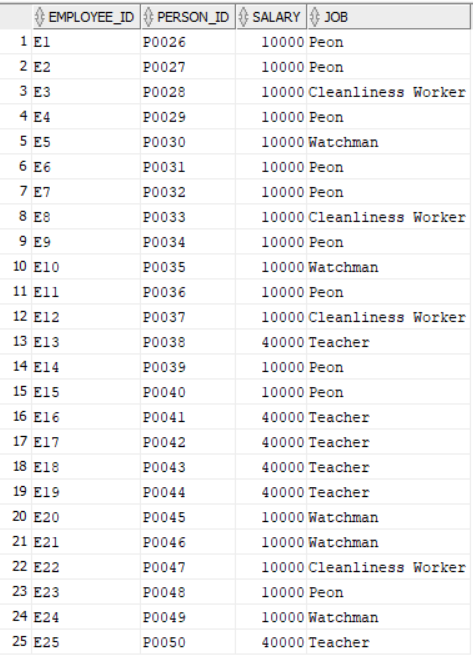 EMPLOYEE_ID PERSON_ID SALARY JOB
1 E1 P0026 10000 Peon
2 E2 P0027 10000 Peon
3 E3 P0028 10000 Cleanliness Worker
4 E4 P0029 10000 Peon
5 E5 P0030 10000 Watchman
6 E6 P0031 10000 Peon
7 E7 P0032 10000 Peon
8 E8 P0033 10000 Cleanliness Worker
9 E9 P0034 10000 Peon
10 E10 P0035 10000 Watchman
11 E11 P0036 10000 Peon
12 E12 P0037 10000 Cleanliness Worker
13 E13 P0038 40000 Teacher
14 E14 P0039 10000 Peon
15 E15 P0040 10000 Peon
16 E16 P0041 40000 Teacher
17 E17 P0042 40000 Teacher
18 E18 P0043 40000 Teacher
19 E19 P0044 40000 Teacher
20 E20 P0045 10000 Watchman
21 E21 P0046 10000 Watchman
22 E22 P0047 10000 Cleanliness Worker
23 E23 P0048 10000 Peon
24 E24 P0049 10000 Watchman
25 E25 P0050 40000 Teacher